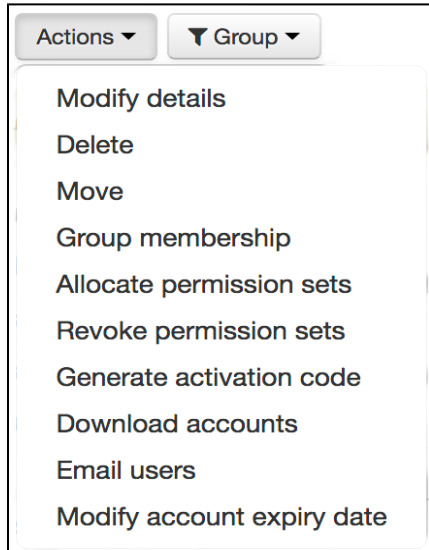 Actions Group
Modify details
Delete
Move
Group membership
Allocate permission sets
Revoke permission sets
Generate activation code
Download accounts
Email users
Modify account expiry date